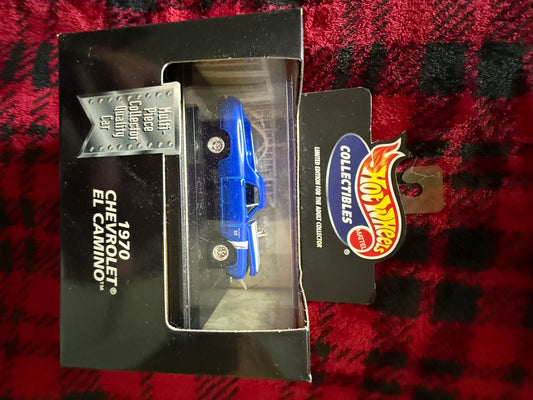 Hot Wheels
MATTEL
COLLECTIBLES®
LIMITED EDITION FOR THE ADULT COLLECTOR
Multi-
Piece
Collector
Quality
Car
1970
CHEVROLET®
EL CAMINO™